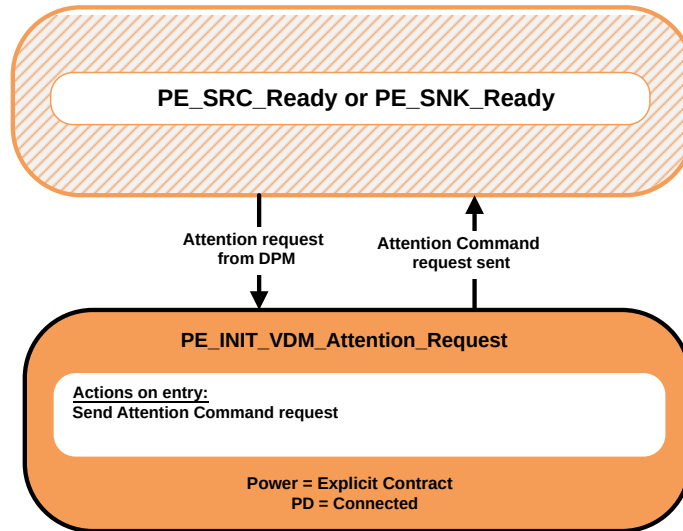 PE_SRC_Ready or PE_SNK_Ready
Attention request
from DPM
Attention Command
request sent
PE_INIT_VDM_Attention_Request
Actions on entry:
Send Attention Command request
Power = Explicit Contract
PD = Connected